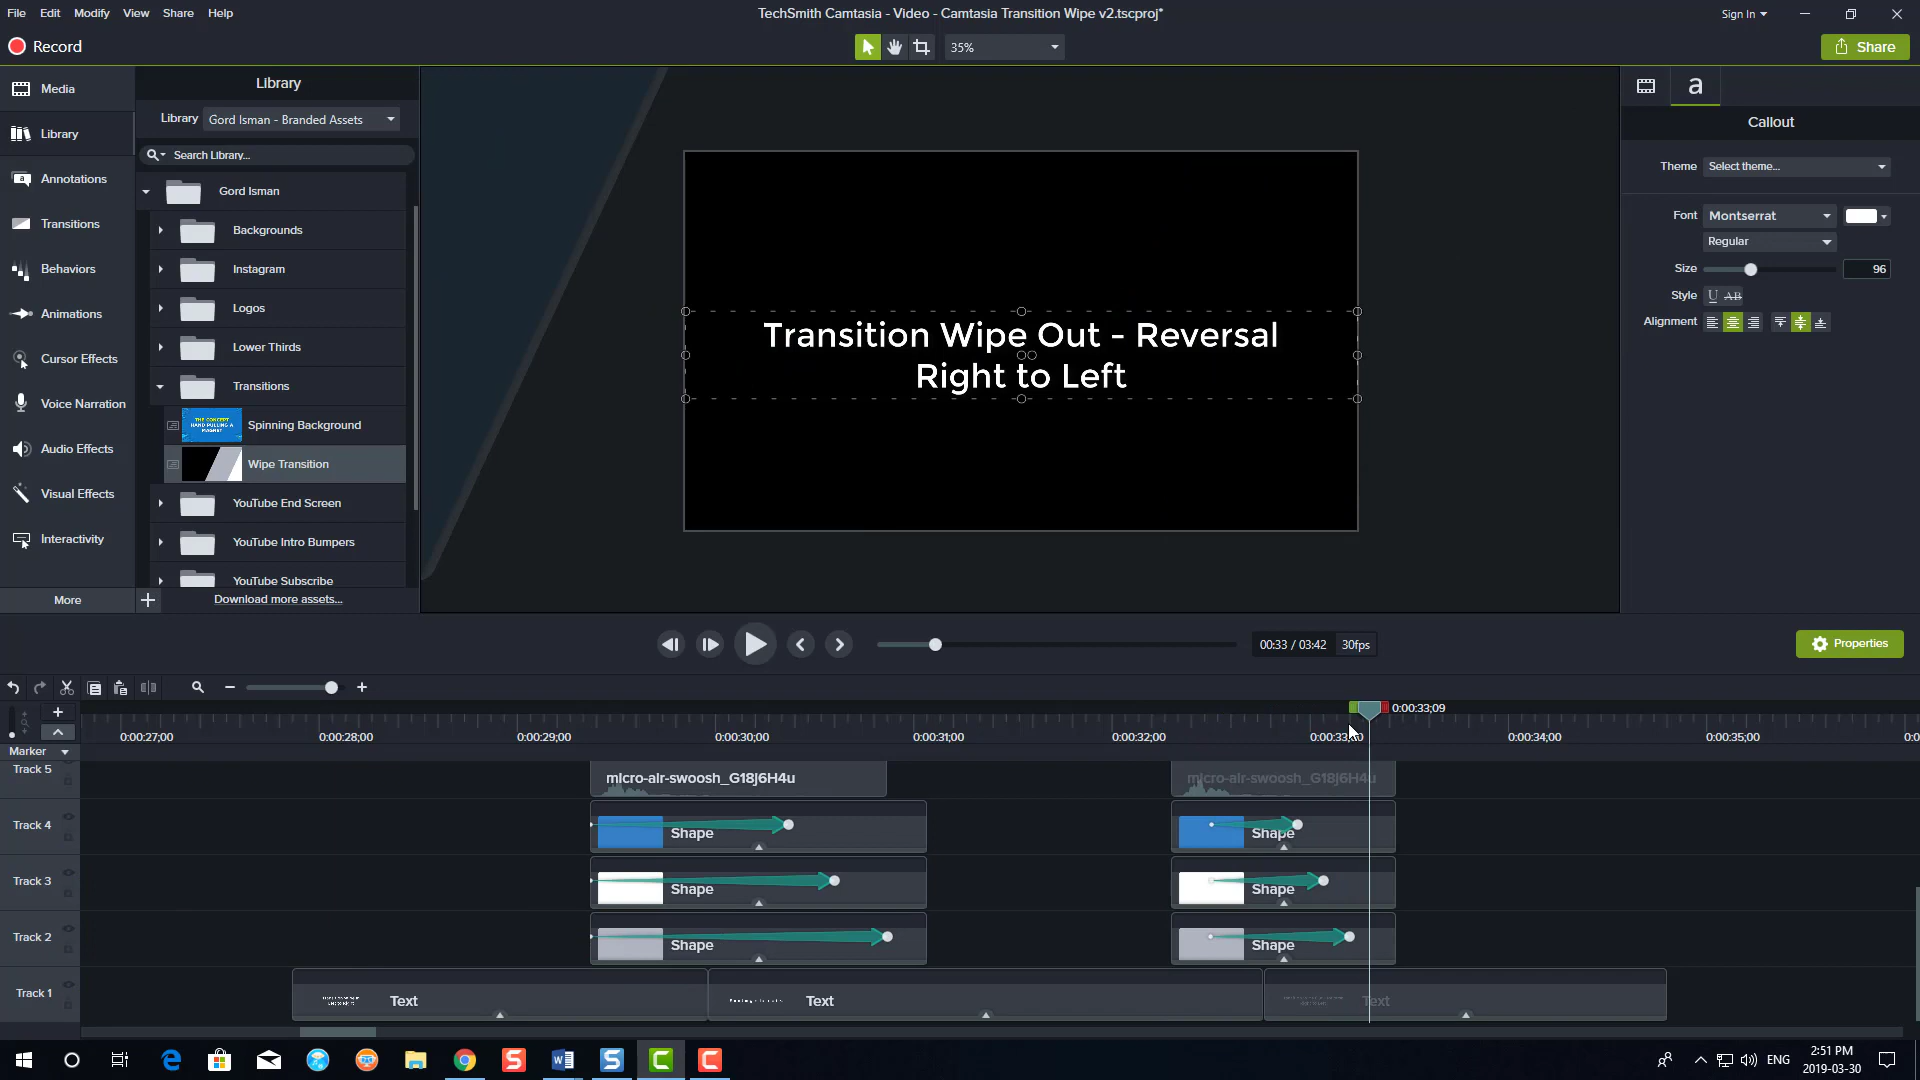 File Edit Modify View Share Help
TechSmith Camtasia - Video - Camtasia Transition Wipe v2.tscproj*
Sign In
Record
35%
Share
Media
Library
Annotations
Transitions
Behaviors
Animations
Cursor Effects
Voice Narration
Audio Effects
Visual Effects
Interactivity
More
Library
Library Gord Isman - Branded Assets
Search Library...
Gord Isman
Backgrounds
Instagram
Logos
Lower Thirds
Transitions
Spinning Background
Wipe Transition
YouTube End Screen
YouTube Intro Bumpers
YouTube Subscribe
Download more assets...
Transition Wipe Out - Reversal
Right to Left
a
Callout
Theme Select theme...
Font Montserrat
Regular
Size 96
Style U AB
Alignment
00:33 / 03:42 30fps
Properties
0:00:33;09
0:00:27;00 0:00:28;00 0:00:29;00 0:00:30;00 0:00:31;00 0:00:32;00 0:00:34;00 0:00:35;00
Marker
Track 5 micro-air-swoosh_G18j6H4u micro-air-swoosh_G18j6H4u
Track 4 Shape Shape
Track 3 Shape Shape
Track 2 Shape Shape
Track 1 Text Text Text
ENG
2:51 PM
2019-03-30